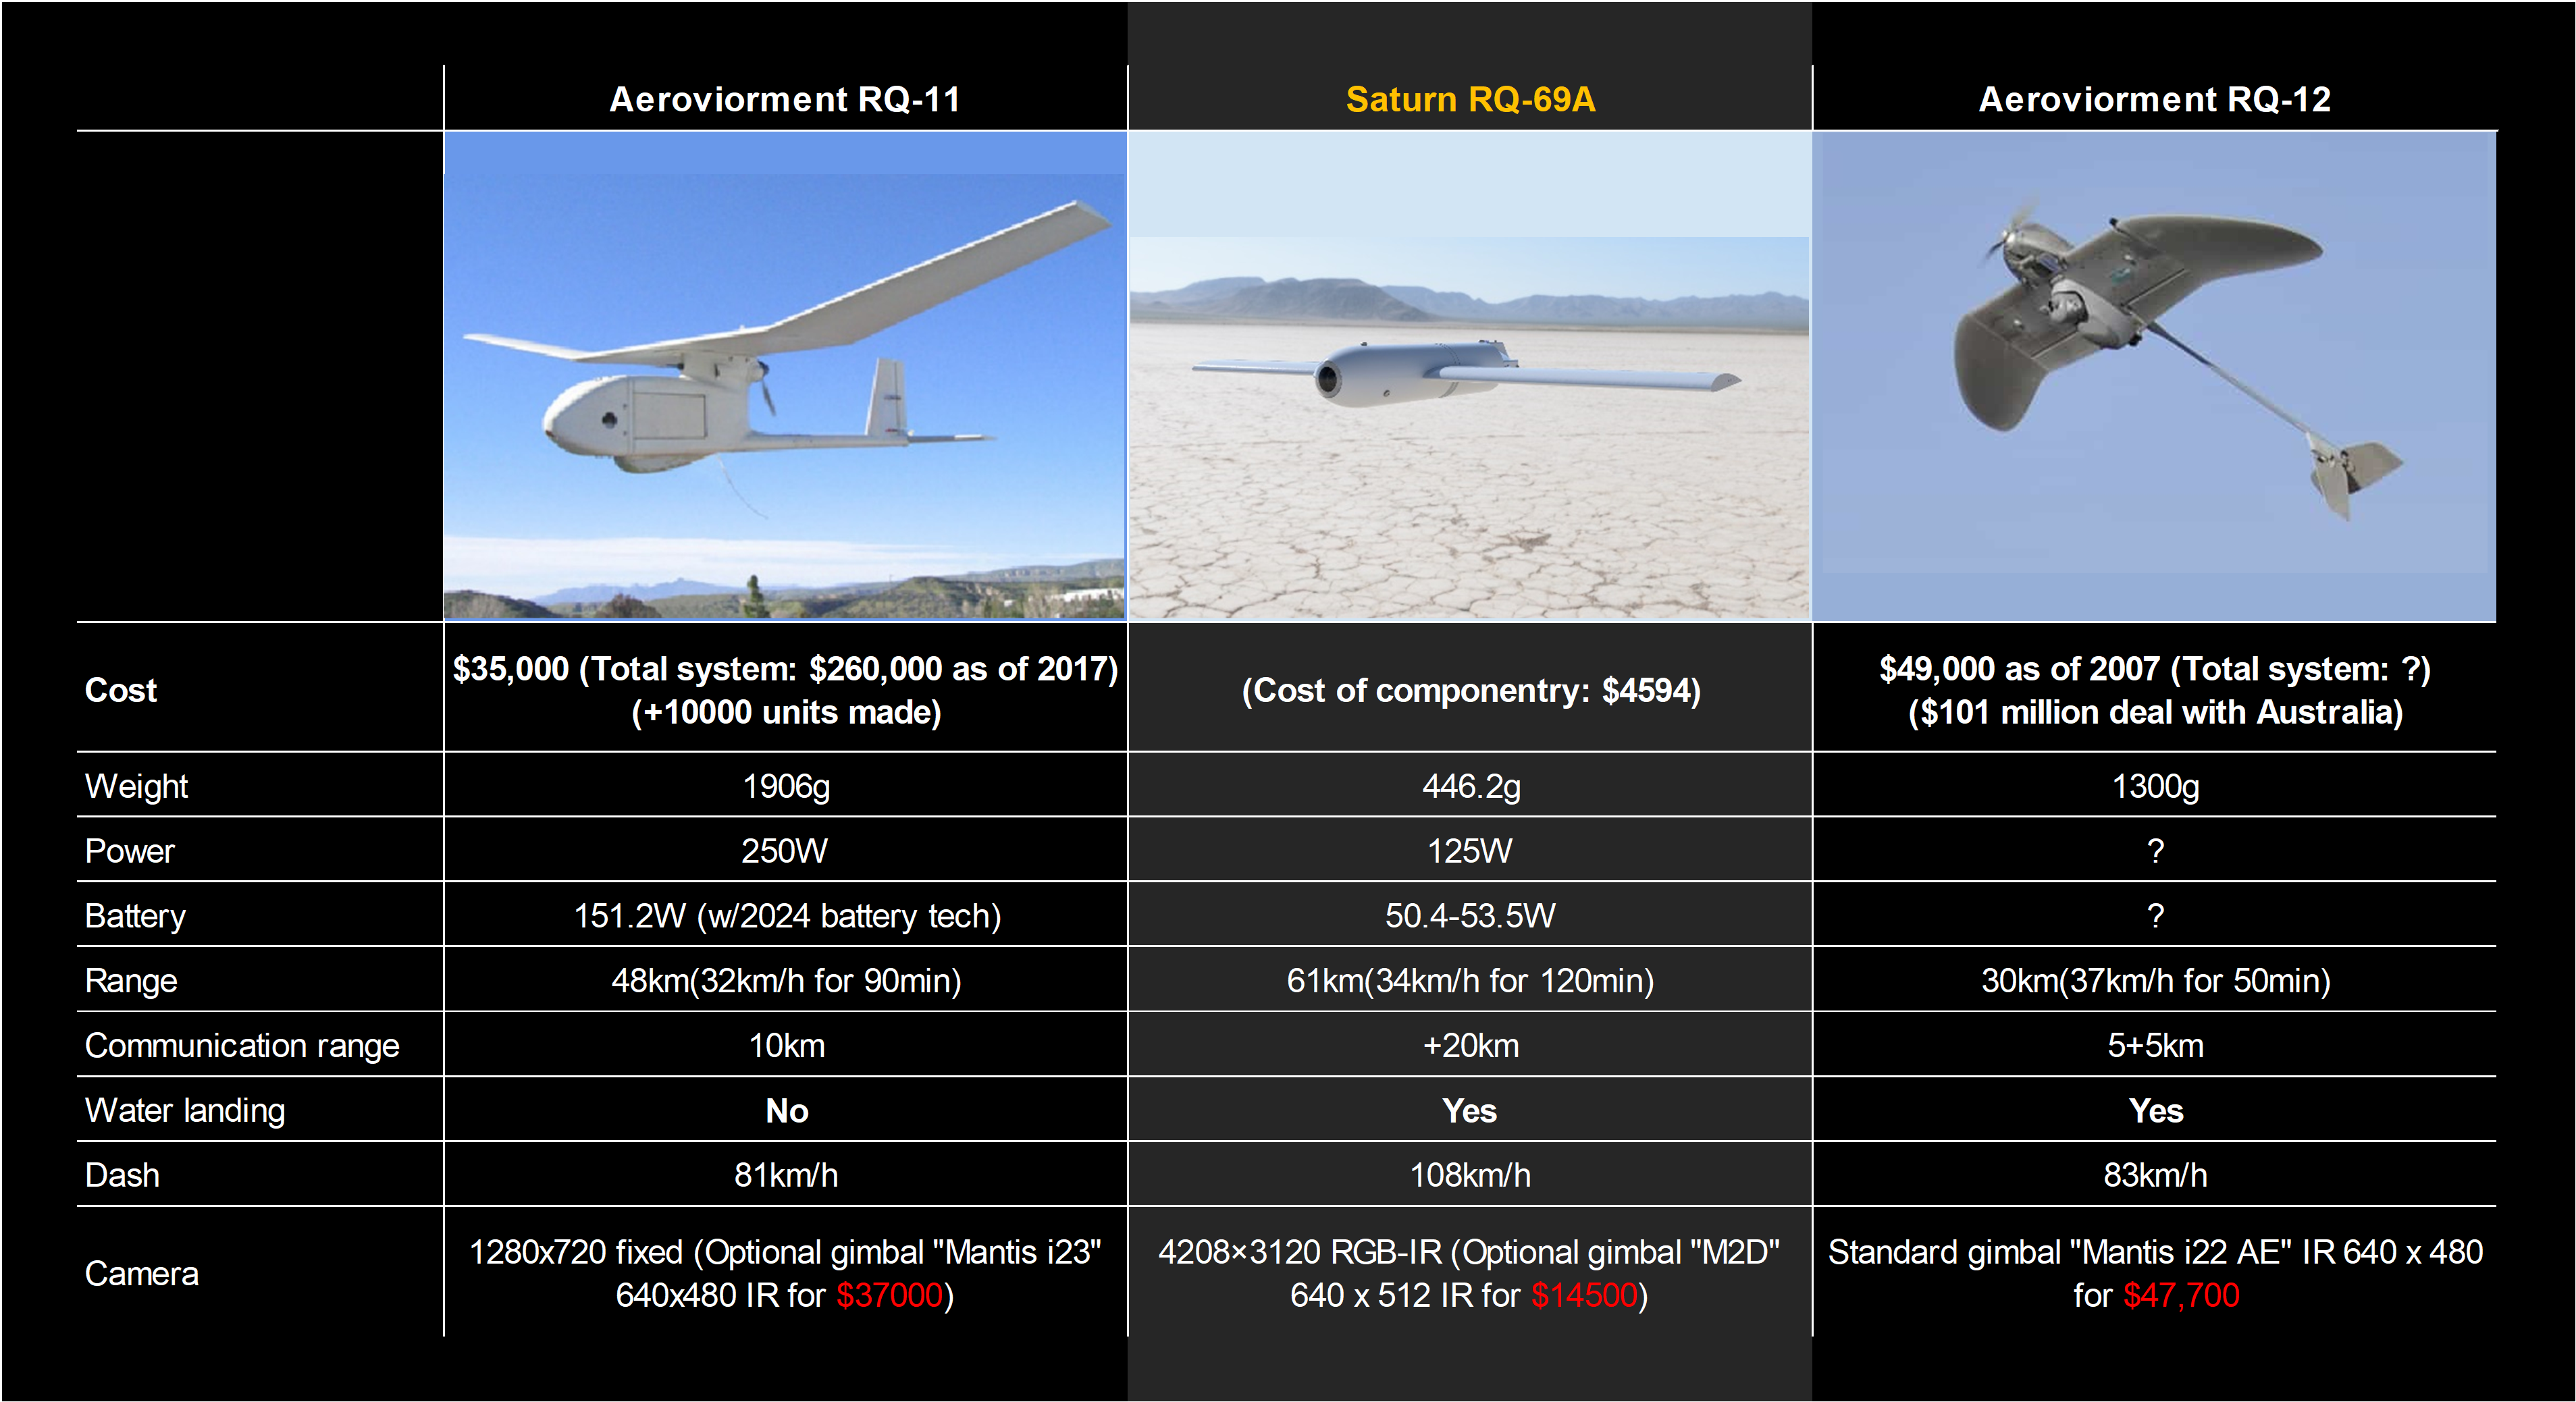 Aeroviorment RQ-11
Saturn RQ-69A
Aeroviorment RQ-12
Cost
$35,000 (Total system: $260,000 as of 2017)
(+10000 units made)
(Cost of componentry: $4594)
$49,000 as of 2007 (Total system: ?)
($101 million deal with Australia)
Weight
1906g
446.2g
1300g
Power
250W
125W
?
Battery
151.2W (w/2024 battery tech)
50.4-53.5W
?
Range
48km(32km/h for 90min)
61km(34km/h for 120min)
30km(37km/h for 50min)
Communication range
10km
+20km
5+5km
Water landing
No
Yes
Yes
Dash
81km/h
108km/h
83km/h
Camera
1280x720 fixed (Optional gimbal "Mantis i23"
640x480 IR for $37000)
4208×3120 RGB-IR (Optional gimbal "M2D"
640 x 512 IR for $14500)
Standard gimbal "Mantis i22 AE" IR 640 x 480
for $47,700